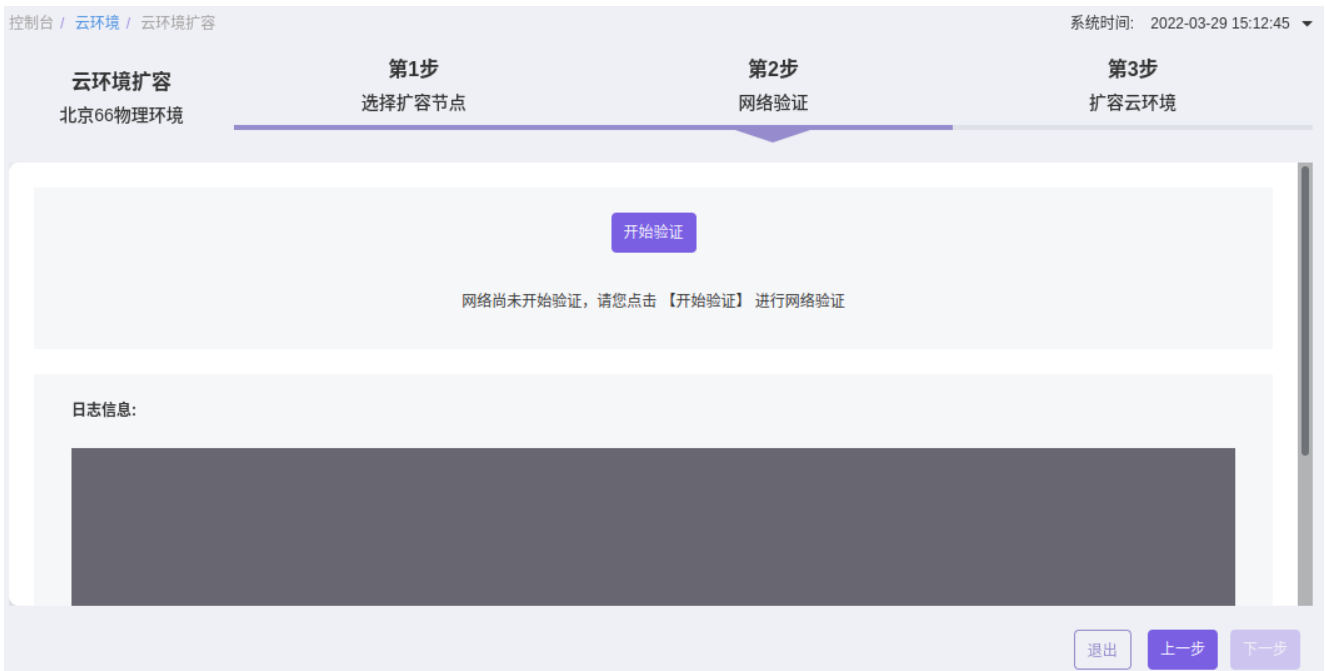 控制台 / 云环境 / 云环境扩容
系统时间: 2022-03-29 15:12:45
云环境扩容
北京66物理环境
第1步
选择扩容节点
第2步
网络验证
第3步
扩容云环境
开始验证
网络尚未开始验证，请您点击 【开始验证】 进行网络验证
日志信息:
退出
上一步
下一步